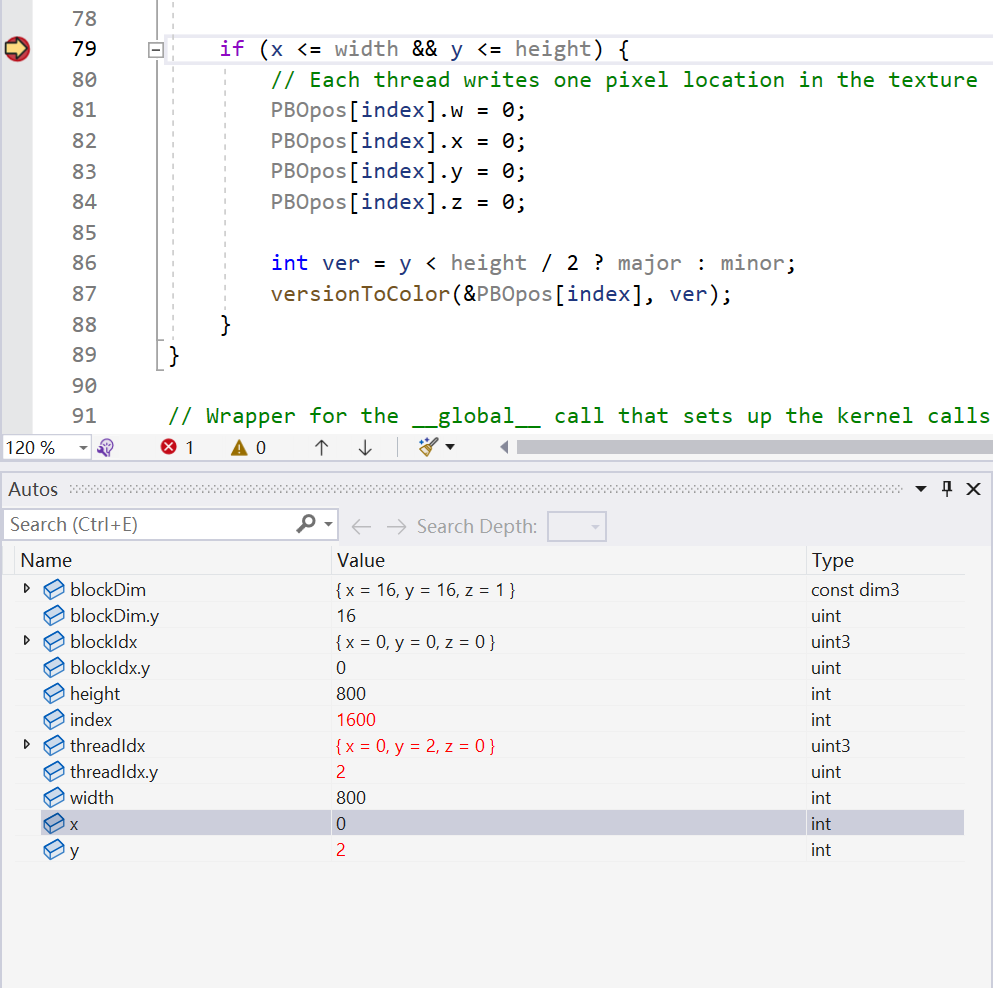 78
79 if (x <= width && y <= height) {
80 // Each thread writes one pixel location in the texture
81 PBOpos[index].w = 0;
82 PBOpos[index].x = 0;
83 PBOpos[index].y = 0;
84 PBOpos[index].z = 0;
85
86 int ver = y < height / 2 ? major : minor;
87 versionToColor(&PBOpos[index], ver);
88 }
89 }
90
91 // Wrapper for the __global__ call that sets up the kernel calls
120 % 1 0
Autos
Search (Ctrl+E) Search Depth:
Name Value Type
blockDim { x = 16, y = 16, z = 1 } const dim3
blockDim.y 16 uint
blockIdx { x = 0, y = 0, z = 0 } uint3
blockIdx.y 0 uint
height 800 int
index 1600 int
threadIdx { x = 0, y = 2, z = 0 } uint3
threadIdx.y 2 uint
width 800 int
x 0 int
y 2 int